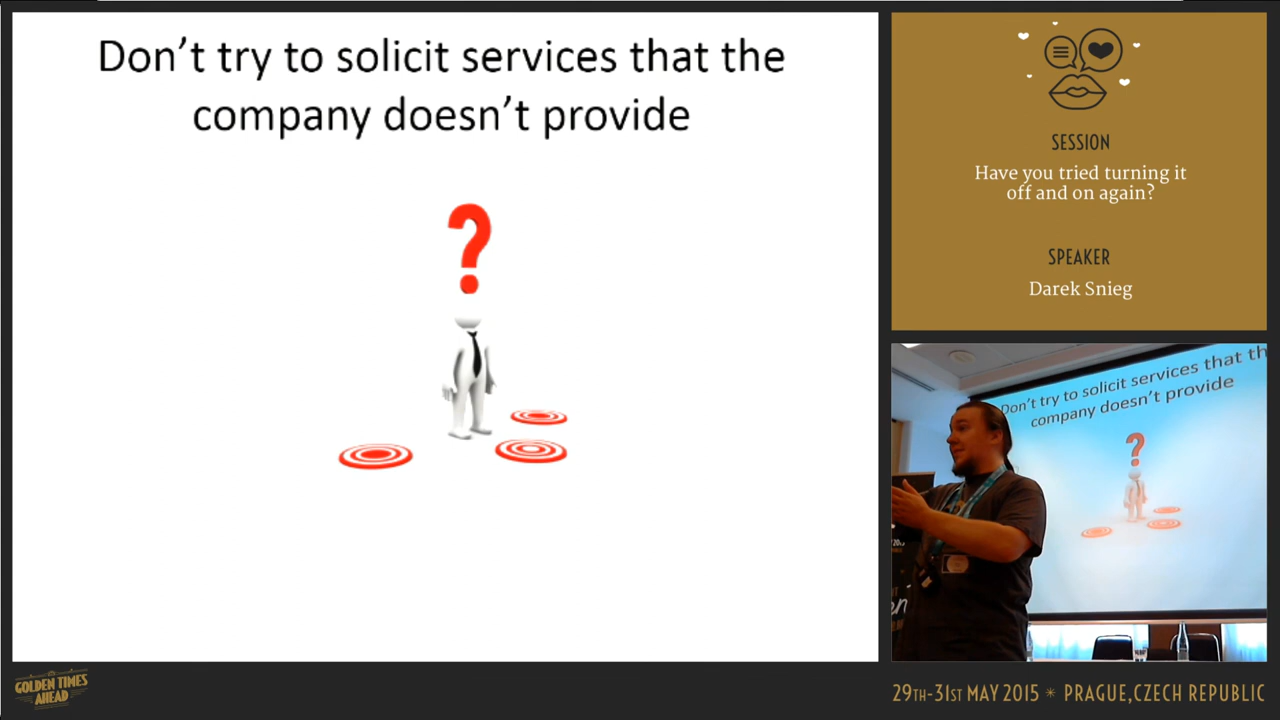 Don't try to solicit services that the
company doesn't provide
?
SESSION
Have you tried turning it
off and on again?
SPEAKER
Darek Snieg
Don't try to solicit services that th
company doesn't provide
?
GOLDEN TIMES
AHEAD
29TH-31ST MAY 2015 * PRAGUE, CZECH REPUBLIC